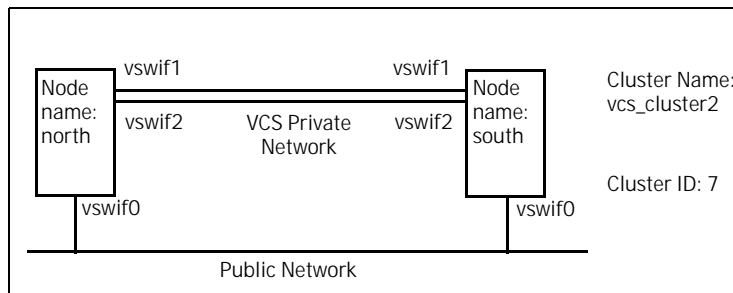 vswif1
vswif1
Node
name:
north
Node
name:
south
Cluster Name:
vcs_cluster2
vswif2
VCS Private
Network
vswif2
Cluster ID: 7
vswif0
vswif0
Public Network